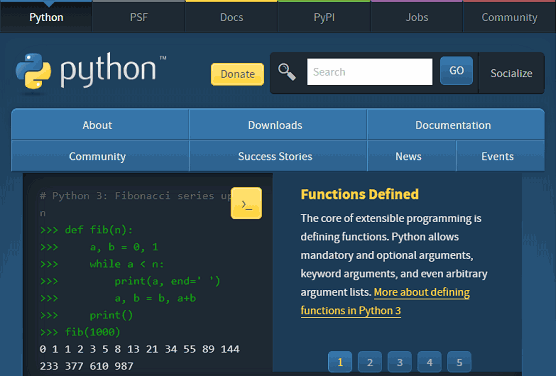 Python PSF Docs PyPI Jobs Community
python™
Donate Search GO Socialize
About Downloads Documentation
Community Success Stories News Events
# Python 3: Fibonacci series up
n
>>> def fib(n):
>>>     a, b = 0, 1
>>>     while a < n:
>>>         print(a, end=' ')
>>>         a, b = b, a+b
>>>     print()
>>> fib(1000)
0 1 1 2 3 5 8 13 21 34 55 89 144
233 377 610 987
>_
Functions Defined
The core of extensible programming is
defining functions. Python allows
mandatory and optional arguments,
keyword arguments, and even arbitrary
argument lists. More about defining
functions in Python 3
1 2 3 4 5